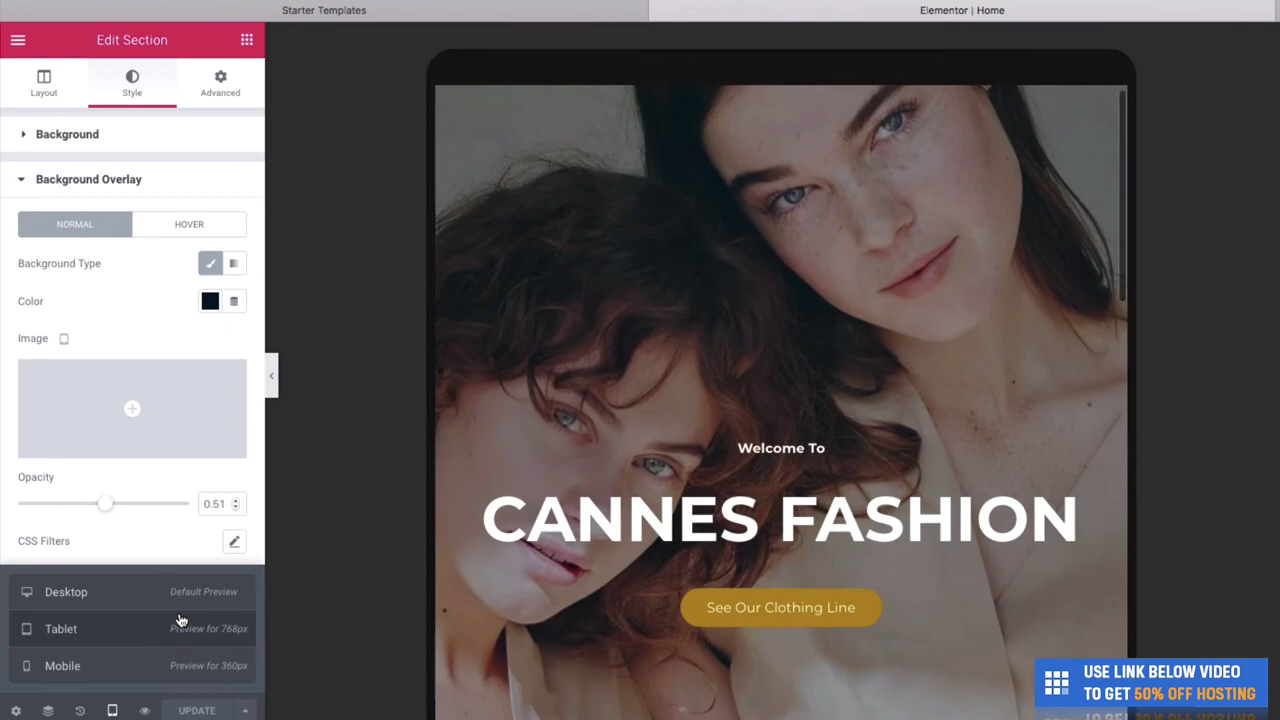 Starter Templates
Elementor | Home
Edit Section
Layout
Style
Advanced
Background
Background Overlay
NORMAL
HOVER
Background Type
Color
Image
Opacity
0.51
CSS Filters
Desktop
Default Preview
Tablet
Preview for 768px
Mobile
Preview for 360px
UPDATE
Welcome To
CANNES FASHION
See Our Clothing Line
USE LINK BELOW VIDEO
TO GET 50% OFF HOSTING